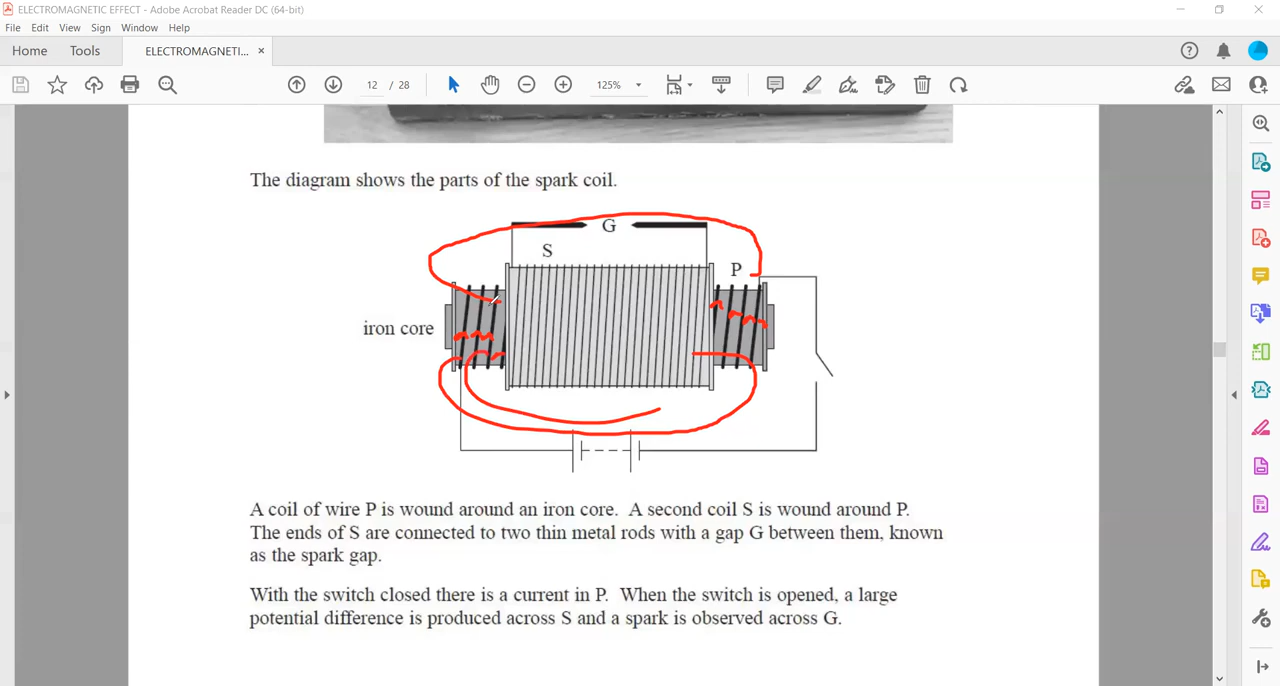 ELECTROMAGNETIC EFFECT - Adobe Acrobat Reader DC (64-bit)
File Edit View Sign Window Help
Home Tools ELECTROMAGNETI... ×
12 / 28 125%
The diagram shows the parts of the spark coil.
G
S
P
iron core
A coil of wire P is wound around an iron core. A second coil S is wound around P.
The ends of S are connected to two thin metal rods with a gap G between them, known
as the spark gap.
With the switch closed there is a current in P. When the switch is opened, a large
potential difference is produced across S and a spark is observed across G.